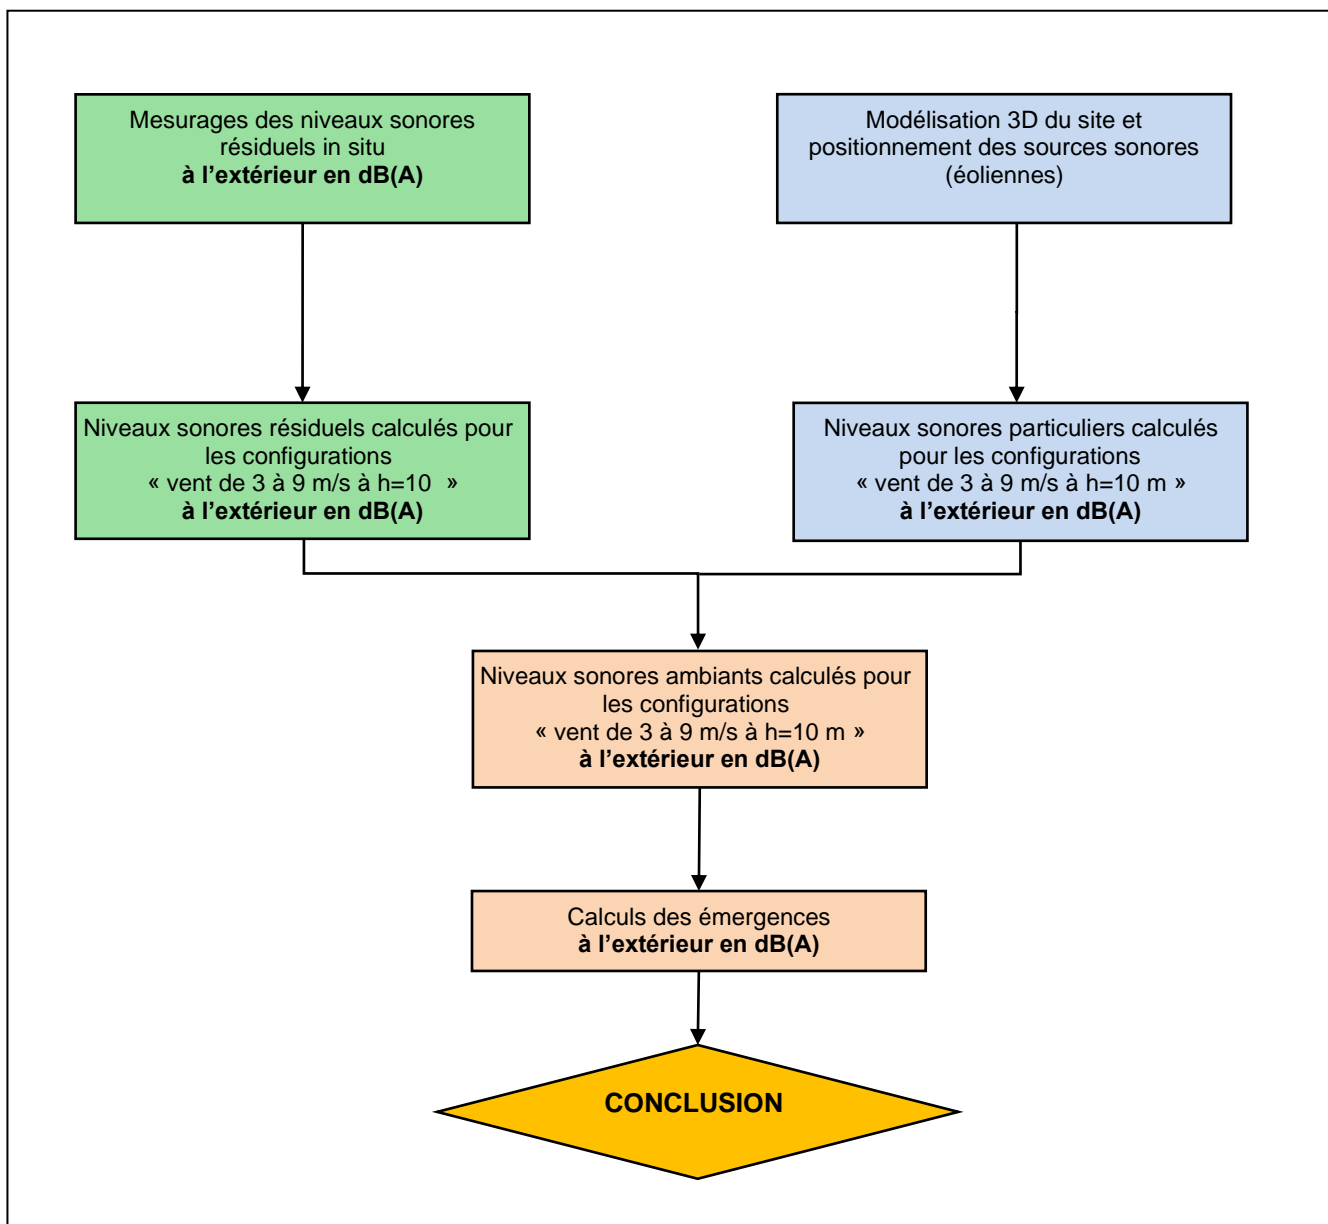 Mesurages des niveaux sonores
résiduels in situ
à l’extérieur en dB(A)
Modélisation 3D du site et
positionnement des sources sonores
(éoliennes)
Niveaux sonores résiduels calculés pour
les configurations
« vent de 3 à 9 m/s à h=10 »
à l’extérieur en dB(A)
Niveaux sonores particuliers calculés
pour les configurations
« vent de 3 à 9 m/s à h=10 m »
à l’extérieur en dB(A)
Niveaux sonores ambiants calculés pour
les configurations
« vent de 3 à 9 m/s à h=10 m »
à l’extérieur en dB(A)
Calculs des émergences
à l’extérieur en dB(A)
CONCLUSION